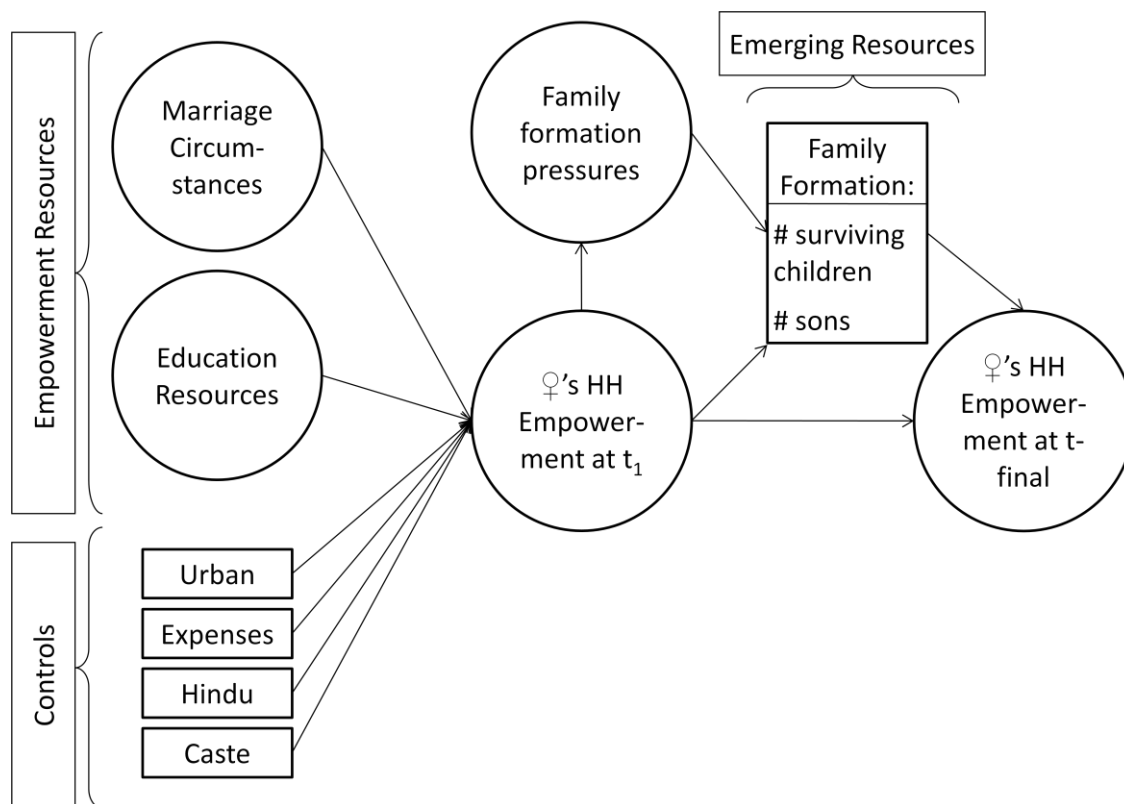 Empowerment Resources
Marriage
Circum-
stances
Education
Resources
Controls
Urban
Expenses
Hindu
Caste
Family
formation
pressures
♀’s HH
Empower-
ment at t₁
Emerging Resources
Family
Formation:
# surviving
children
# sons
♀’s HH
Empower-
ment at t-
final